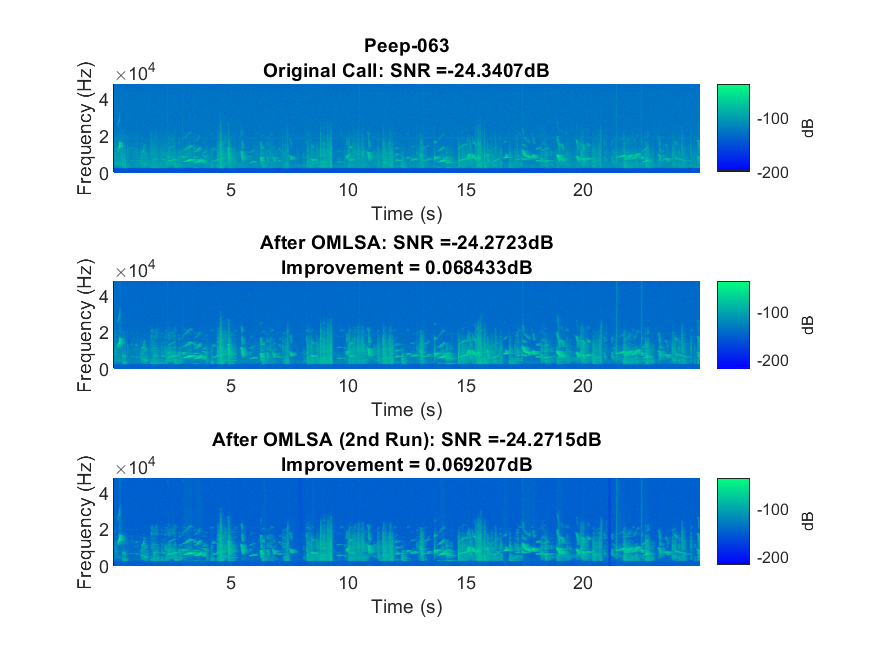 Peep-063
Original Call: SNR =-24.3407dB
×10^4
4
2
0
Frequency (Hz)
5 10 15 20
Time (s)
-100
-200
dB
After OMLSA: SNR =-24.2723dB
Improvement = 0.068433dB
×10^4
4
2
0
Frequency (Hz)
5 10 15 20
Time (s)
-100
-200
dB
After OMLSA (2nd Run): SNR =-24.2715dB
Improvement = 0.069207dB
×10^4
4
2
0
Frequency (Hz)
5 10 15 20
Time (s)
-100
-200
dB